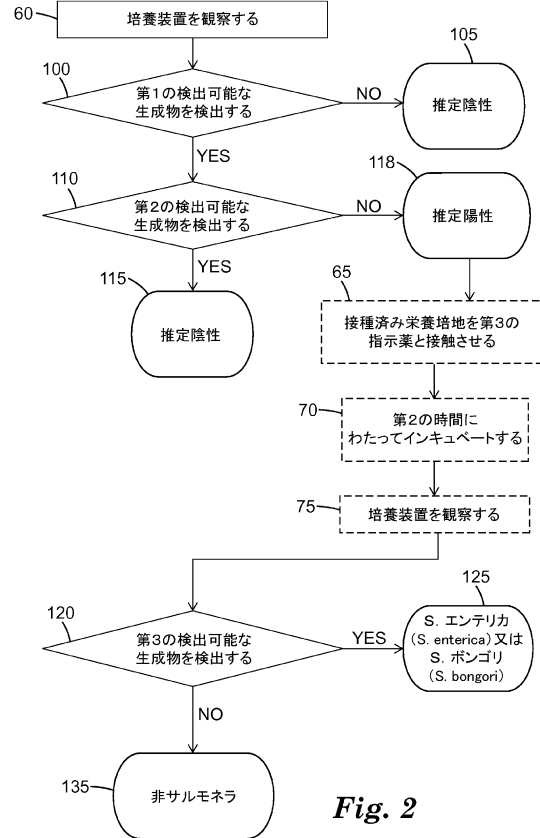 60
培養装置を観察する
100
第1の検出可能な
生成物を検出する
NO
105
推定陰性
YES
110
第2の検出可能な
生成物を検出する
NO
118
推定陽性
YES
115
推定陰性
65
接種済み栄養培地を第3の
指示薬と接触させる
70
第2の時間に
わたってインキュベートする
75
培養装置を観察する
120
第3の検出可能な
生成物を検出する
YES
125
S. エンテリカ
(S. enterica)又は
S. ボンゴリ
(S. bongori)
NO
135
非サルモネラ
Fig. 2